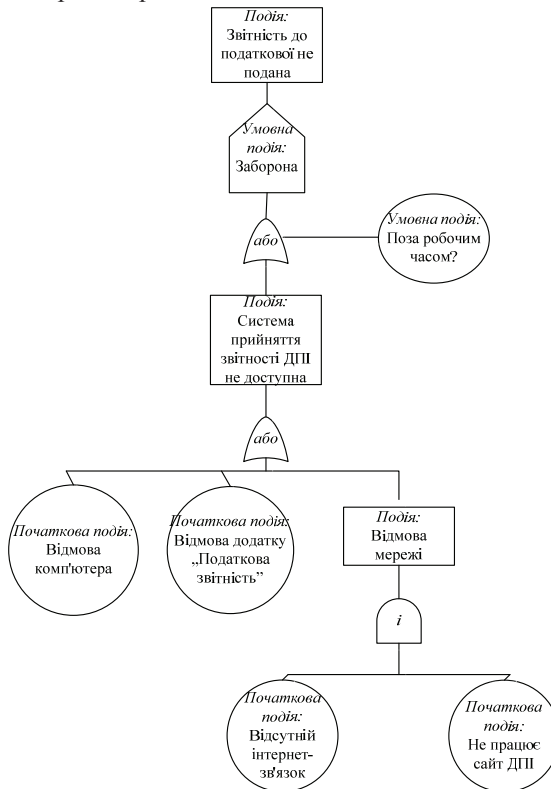 Подія:
Звітність до
податкової не
подана
Умовна
подія:
Заборона
або
Умовна подія:
Поза робочим
часом?
Подія:
Система
прийняття
звітності ДПІ
не доступна
або
Початкова подія:
Відмова
комп'ютера
Початкова подія:
Відмова додатку
„Податкова
звітність”
Подія:
Відмова
мережі
і
Початкова
подія:
Відсутній
інтернет-
зв'язок
Початкова
подія:
Не працює
сайт ДПІ